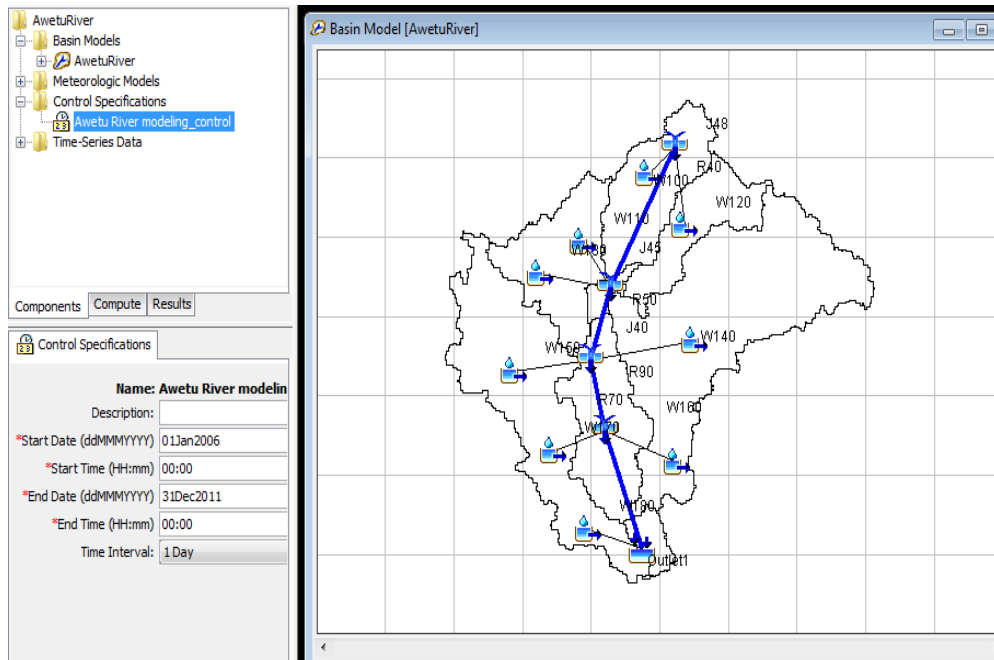 AwetuRiver
Basin Models
AwetuRiver
Meteorologic Models
Control Specifications
Awetu River modeling_control
Time-Series Data
Components Compute Results
Control Specifications
Name: Awetu River modelin
Description:
*Start Date (ddMMMYYYY) 01Jan2006
*Start Time (HH:mm) 00:00
*End Date (ddMMMYYYY) 31Dec2011
*End Time (HH:mm) 00:00
Time Interval: 1 Day
Basin Model [AwetuRiver]
J48
R40
W100
W120
W110
J45
R50
J40
W140
W150
R90
R70
W160
W180
Outlet1